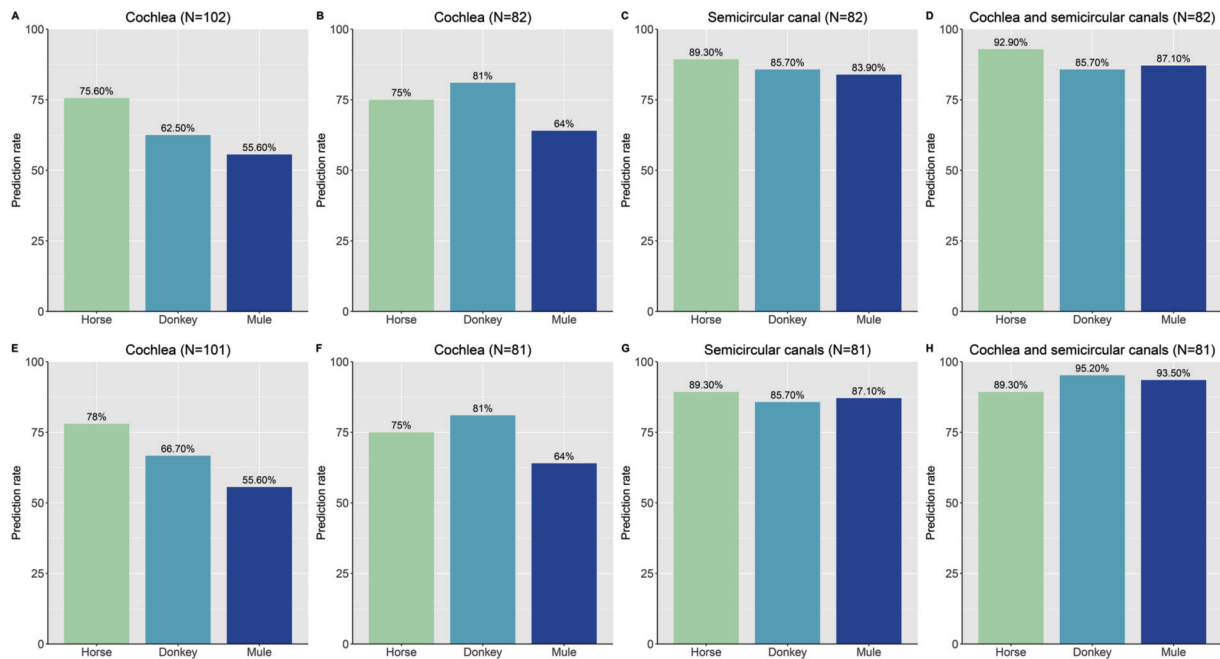 A Cochlea (N=102)
100
75
50
25
0
Prediction rate
75.60%
62.50%
55.60%
Horse Donkey Mule
B Cochlea (N=82)
100
75
50
25
0
Prediction rate
75%
81%
64%
Horse Donkey Mule
C Semicircular canal (N=82)
100
75
50
25
0
Prediction rate
89.30%
85.70%
83.90%
Horse Donkey Mule
D Cochlea and semicircular canals (N=82)
100
75
50
25
0
Prediction rate
92.90%
85.70%
87.10%
Horse Donkey Mule
E Cochlea (N=101)
100
75
50
25
0
Prediction rate
78%
66.70%
55.60%
Horse Donkey Mule
F Cochlea (N=81)
100
75
50
25
0
Prediction rate
75%
81%
64%
Horse Donkey Mule
G Semicircular canals (N=81)
100
75
50
25
0
Prediction rate
89.30%
85.70%
87.10%
Horse Donkey Mule
H Cochlea and semicircular canals (N=81)
100
75
50
25
0
Prediction rate
89.30%
95.20%
93.50%
Horse Donkey Mule